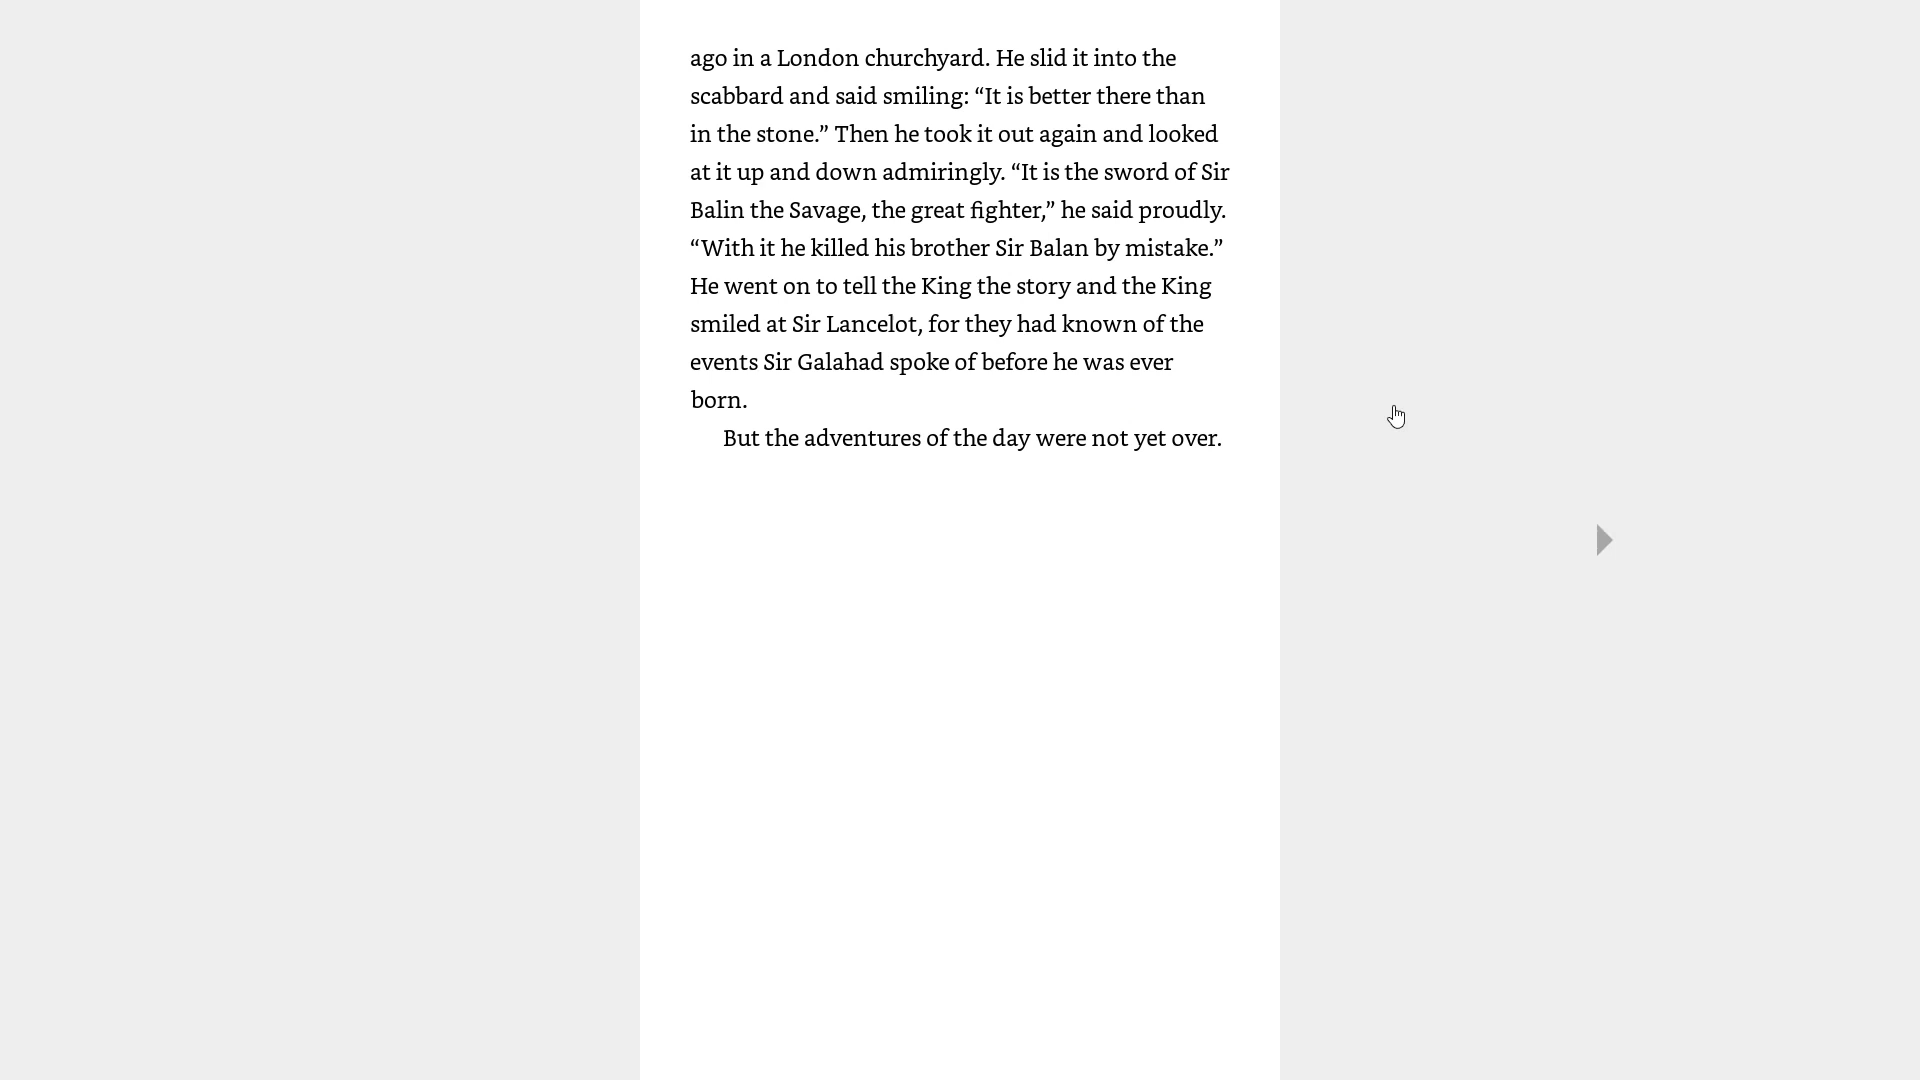 ago in a London churchyard. He slid it into the
scabbard and said smiling: “It is better there than
in the stone.” Then he took it out again and looked
at it up and down admiringly. “It is the sword of Sir
Balin the Savage, the great fighter,” he said proudly.
“With it he killed his brother Sir Balan by mistake.”
He went on to tell the King the story and the King
smiled at Sir Lancelot, for they had known of the
events Sir Galahad spoke of before he was ever
born.
But the adventures of the day were not yet over.